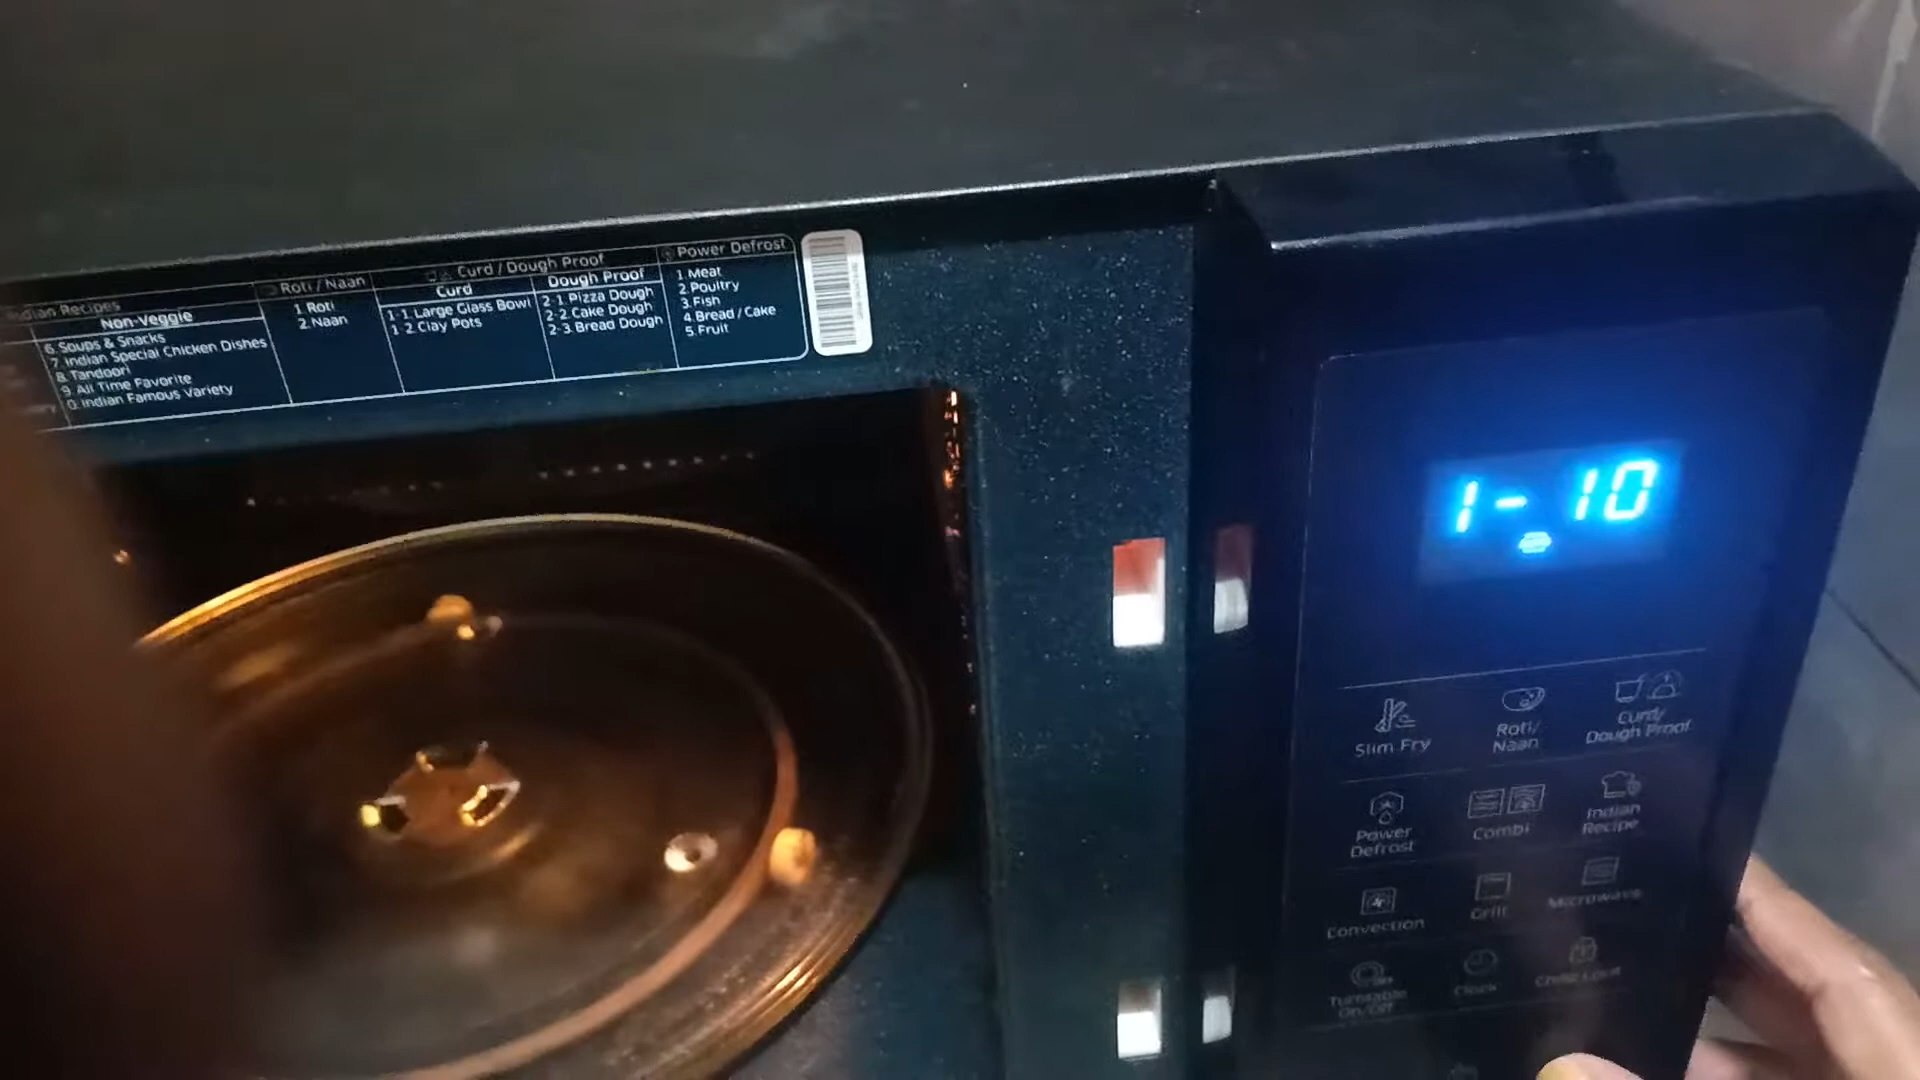 ndian Recipes
Non-Veggie
6. Soups & Snacks
7. Indian Special Chicken Dishes
8. Tandoori
9. All Time Favorite
0. Indian Famous Variety
Roti / Naan
1. Roti
2. Naan
Curd / Dough Proof
Curd
1-1. Large Glass Bowl
1-2. Clay Pots
Dough Proof
2-1. Pizza Dough
2-2. Cake Dough
2-3. Bread Dough
Power Defrost
1. Meat
2. Poultry
3. Fish
4. Bread / Cake
5. Fruit
1-10
Slim Fry
Roti/
Naan
Curd/
Dough Proof
Power
Defrost
Combi
Indian
Recipe
Convection
Grill
Microwave
Turntable
On/Off
Clock
Child Lock